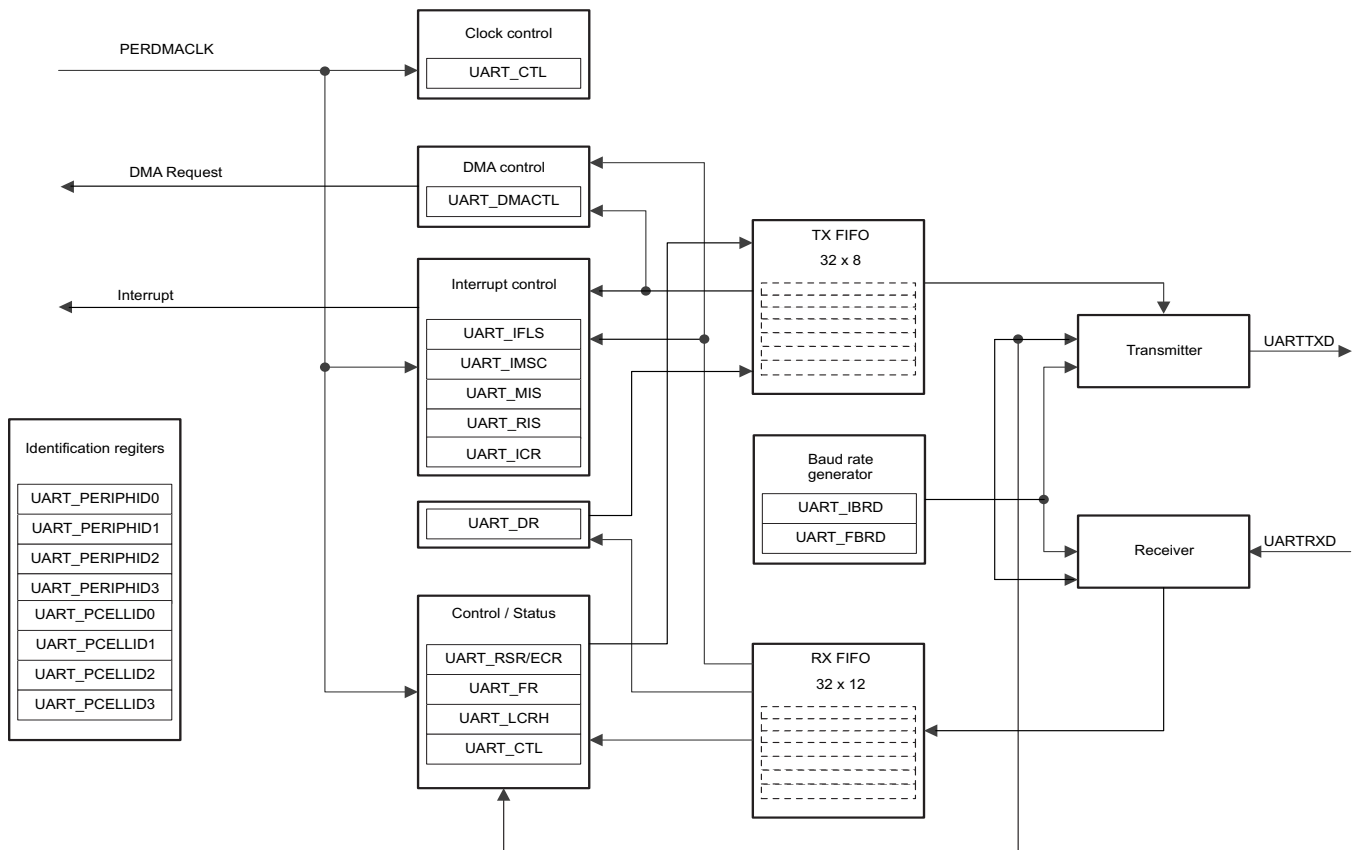 PERDMACLK
Clock control
UART_CTL
DMA Request
DMA control
UART_DMACTL
Interrupt
Interrupt control
UART_IFLS
UART_IMSC
UART_MIS
UART_RIS
UART_ICR
TX FIFO
32 x 8
Transmitter
UARTTXD
Identification regiters
UART_PERIPHID0
UART_PERIPHID1
UART_PERIPHID2
UART_PERIPHID3
UART_PCELLID0
UART_PCELLID1
UART_PCELLID2
UART_PCELLID3
UART_DR
Baud rate
generator
UART_IBRD
UART_FBRD
Receiver
UARTRXD
Control / Status
UART_RSR/ECR
UART_FR
UART_LCRH
UART_CTL
RX FIFO
32 x 12